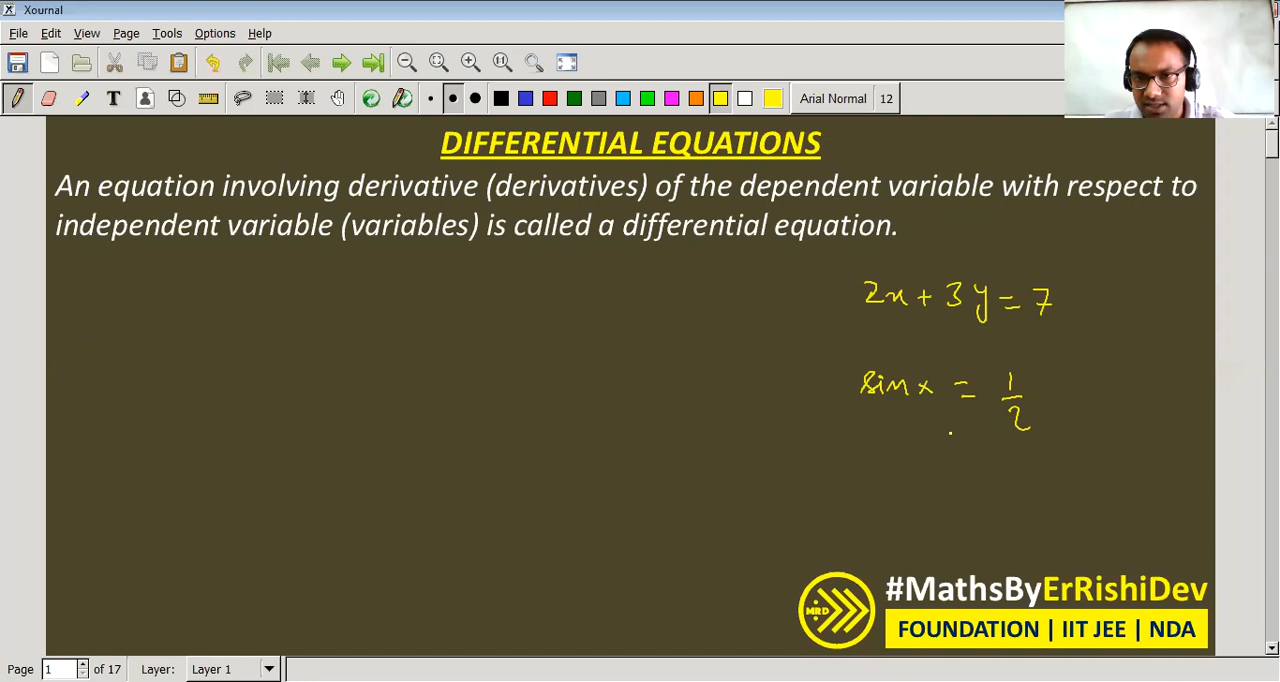 Xournal
File Edit View Page Tools Options Help
Arial Normal 12
DIFFERENTIAL EQUATIONS
An equation involving derivative (derivatives) of the dependent variable with respect to
independent variable (variables) is called a differential equation.
2x + 3y = 7
sin x = 1/2
MRD
#MathsByErRishiDev
FOUNDATION | IIT JEE | NDA
Page 1 of 17 Layer: Layer 1